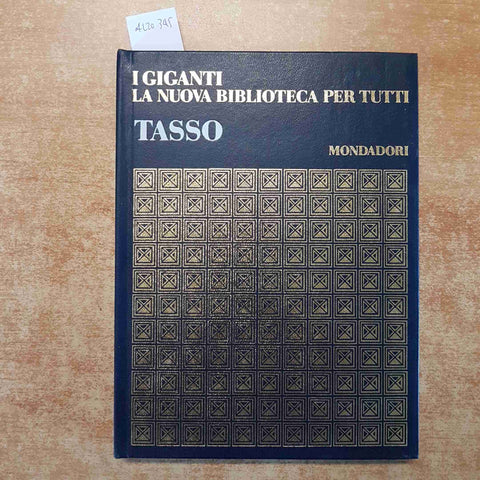 I GIGANTI
LA NUOVA BIBLIOTECA PER TUTTI
TASSO
MONDADORI